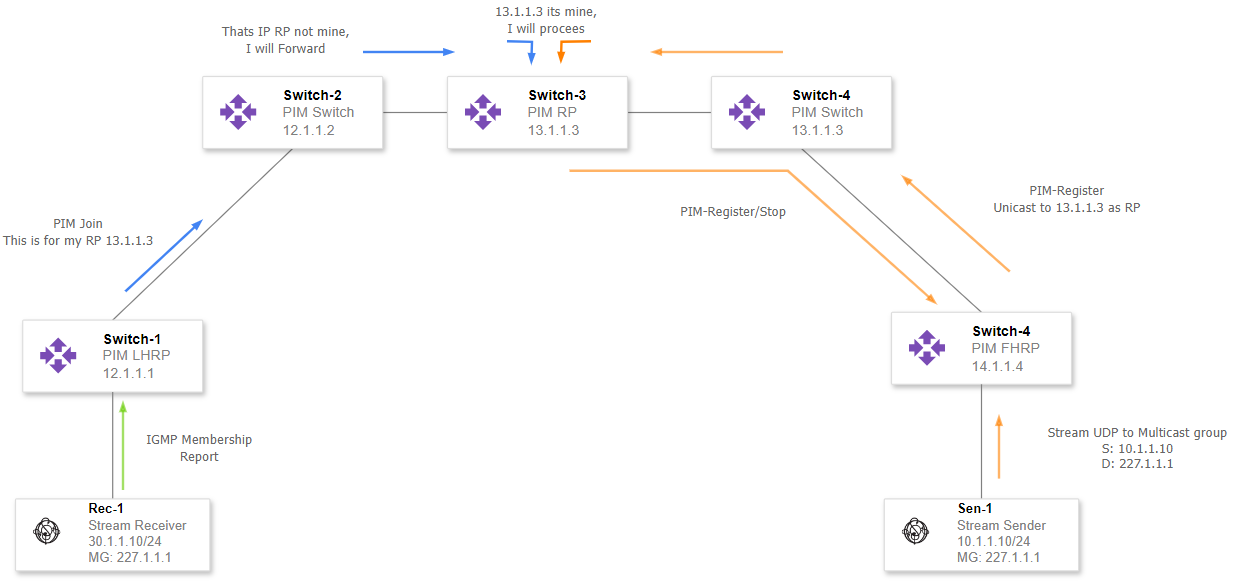 13.1.1.3 its mine,
I will procees
Thats IP RP not mine,
I will Forward
Switch-2
PIM Switch
12.1.1.2
Switch-3
PIM RP
13.1.1.3
Switch-4
PIM Switch
13.1.1.3
PIM-Register
Unicast to 13.1.1.3 as RP
PIM-Register/Stop
PIM Join
This is for my RP 13.1.1.3
Switch-1
PIM LHRP
12.1.1.1
Switch-4
PIM FHRP
14.1.1.4
IGMP Membership
Report
Stream UDP to Multicast group
S: 10.1.1.10
D: 227.1.1.1
Rec-1
Stream Receiver
30.1.1.10/24
MG: 227.1.1.1
Sen-1
Stream Sender
10.1.1.10/24
MG: 227.1.1.1